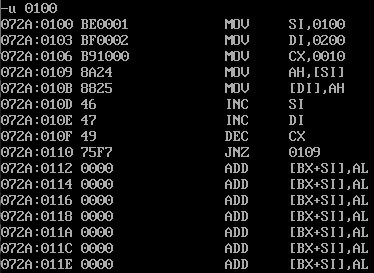 -u 0100
072A:0100 BE0001 MOV SI,0100
072A:0103 BF0002 MOV DI,0200
072A:0106 B91000 MOV CX,0010
072A:0109 8A24 MOV AH,[SI]
072A:010B 8825 MOV [DI],AH
072A:010D 46 INC SI
072A:010E 47 INC DI
072A:010F 49 DEC CX
072A:0110 75F7 JNZ 0109
072A:0112 0000 ADD [BX+SI],AL
072A:0114 0000 ADD [BX+SI],AL
072A:0116 0000 ADD [BX+SI],AL
072A:0118 0000 ADD [BX+SI],AL
072A:011A 0000 ADD [BX+SI],AL
072A:011C 0000 ADD [BX+SI],AL
072A:011E 0000 ADD [BX+SI],AL